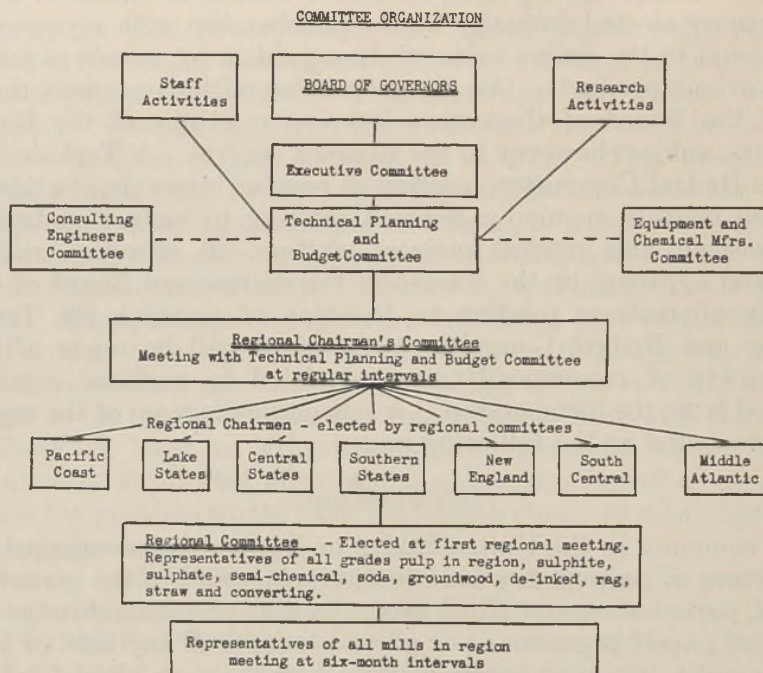 COMMITTEE ORGANIZATION
Staff
Activities
BOARD OF GOVERNORS
Research
Activities
Executive Committee
Consulting
Engineers
Committee
Technical Planning
and
Budget Committee
Equipment and
Chemical Mfrs.
Committee
Regional Chairman's Committee
Meeting with Technical Planning and Budget Committee
at regular intervals
Regional Chairmen - elected by regional committees
Pacific
Coast
Lake
States
Central
States
Southern
States
New
England
South
Central
Middle
Atlantic
Regional Committee - Elected at first regional meeting.
Representatives of all grades pulp in region, sulphite,
sulphate, semi-chemical, soda, groundwood, de-inked, rag,
straw and converting.
Representatives of all mills in region
meeting at six-month intervals